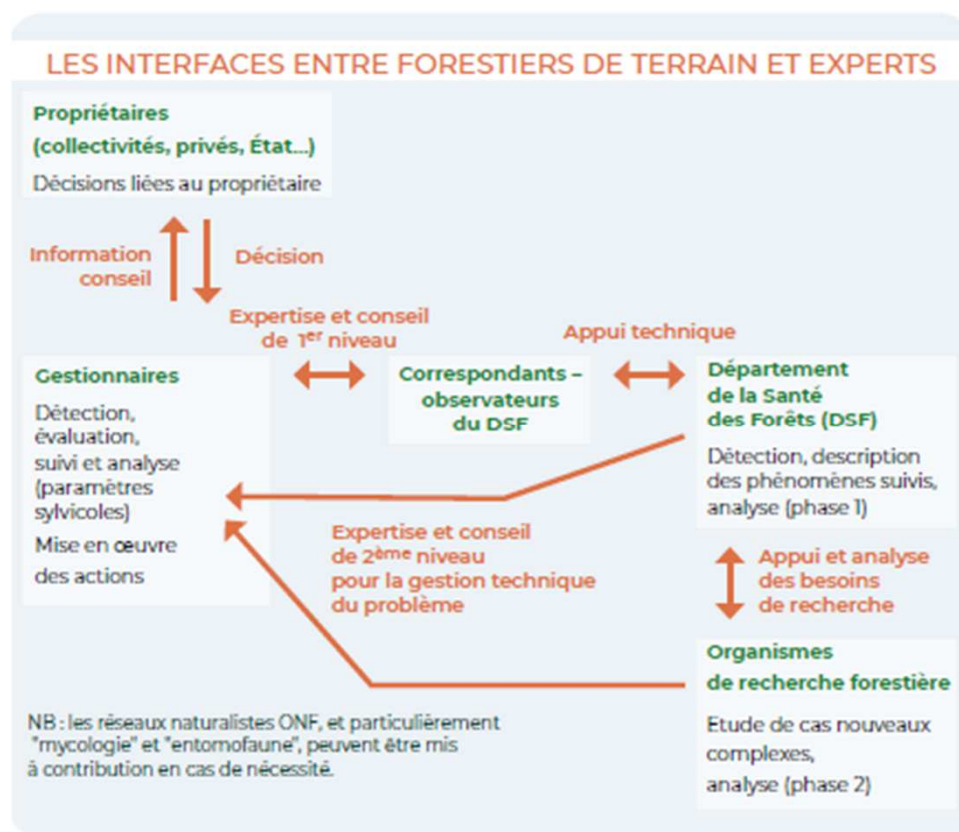 LES INTERFACES ENTRE FORESTIERS DE TERRAIN ET EXPERTS
Propriétaires
(collectivités, privés, État...)
Décisions liées au propriétaire
Information
conseil
Décision
Expertise et conseil
de 1er niveau
Appui technique
Gestionnaires
Détection,
évaluation,
suivi et analyse
(paramètres
sylvicoles)
Mise en œuvre
des actions
Correspondants –
observateurs
du DSF
Département
de la Santé
des Forêts (DSF)
Détection, description
des phénomènes suivis,
analyse (phase 1)
Expertise et conseil
de 2ème niveau
pour la gestion technique
du problème
Appui et analyse
des besoins
de recherche
Organismes
de recherche forestière
Etude de cas nouveaux
complexes,
analyse (phase 2)
NB : les réseaux naturalistes ONF, et particulièrement
"mycologie" et "entomofaune", peuvent être mis
à contribution en cas de nécessité.